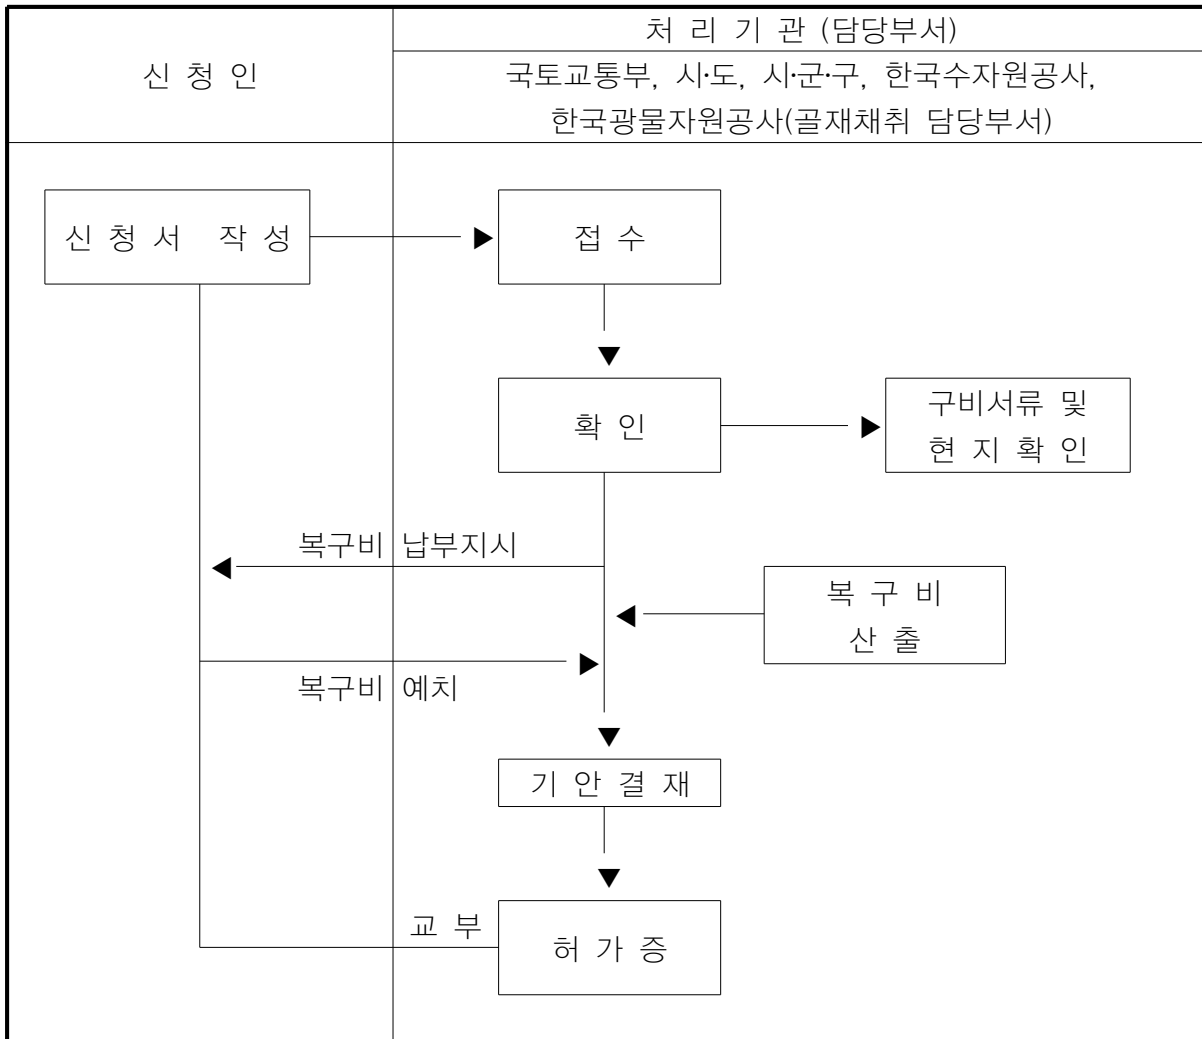 처 리 기 관 (담당부서)
신 청 인
국토교통부, 시·도, 시·군·구, 한국수자원공사,
한국광물자원공사(골재채취 담당부서)
신 청 서 작 성
접 수
확 인
구비서류 및
현 지 확 인
복구비 납부지시
복 구 비
산 출
복구비 예치
기 안 결 재
교 부
허 가 증